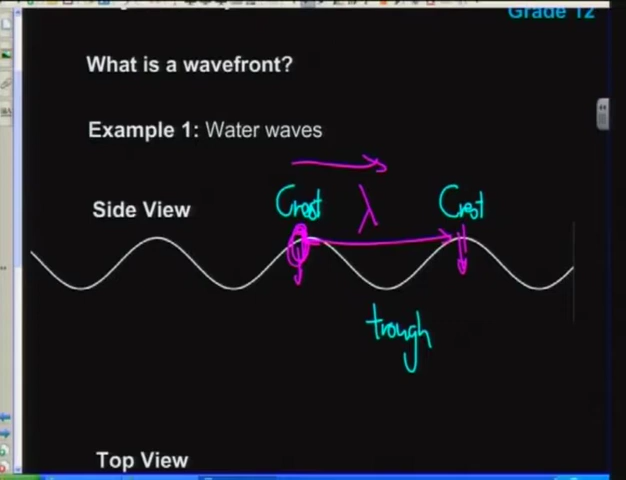 Grade 12
What is a wavefront?
Example 1: Water waves
Side View
Crest
λ
Crest
trough
Top View